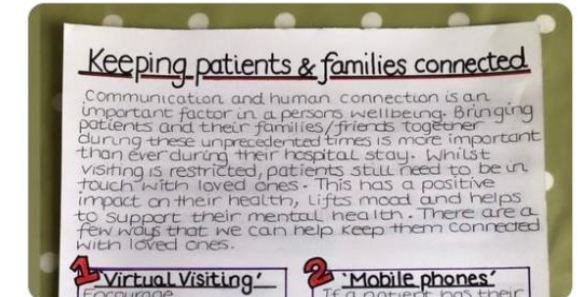 Keeping patients & families connected
Communication and human connection is an
important factor in a persons wellbeing. Bringing
patients and their families/friends together
during these unprecedented times is more important
than ever during their hospital stay. Whilst
visiting is restricted, patients still need to be in
touch with loved ones. This has a positive
impact on their health, lifts mood and helps
to support their mental health. There are a
few ways that we can help keep them connected
with loved ones.
1 'Virtual Visiting'
2 'Mobile phones'
Encourage
If a patient has their